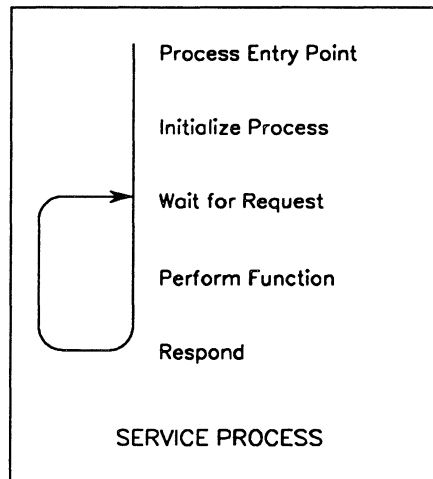 Process Entry Point
Initialize Process
Wait for Request
Perform Function
Respond
SERVICE PROCESS